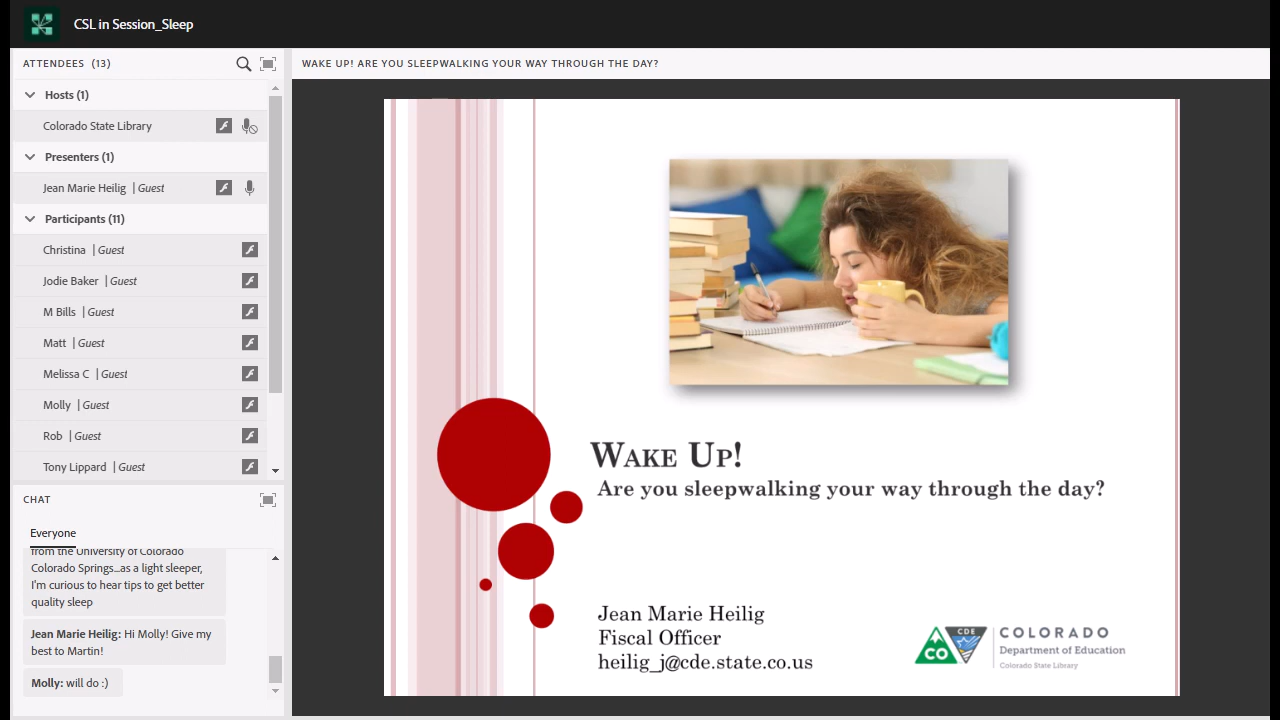 CSL in Session_Sleep
ATTENDEES (13)
Hosts (1)
Colorado State Library
Presenters (1)
Jean Marie Heilig | Guest
Participants (11)
Christina | Guest
Jodie Baker | Guest
M Bills | Guest
Matt | Guest
Melissa C | Guest
Molly | Guest
Rob | Guest
Tony Lippard | Guest
CHAT
Everyone
from the University of Colorado
Colorado Springs...as a light sleeper,
I'm curious to hear tips to get better
quality sleep
Jean Marie Heilig: Hi Molly! Give my
best to Martin!
Molly: will do :)
WAKE UP! ARE YOU SLEEPWALKING YOUR WAY THROUGH THE DAY?
WAKE UP!
Are you sleepwalking your way through the day?
Jean Marie Heilig
Fiscal Officer
heilig_j@cde.state.co.us
CO
CDE
COLORADO
Department of Education
Colorado State Library